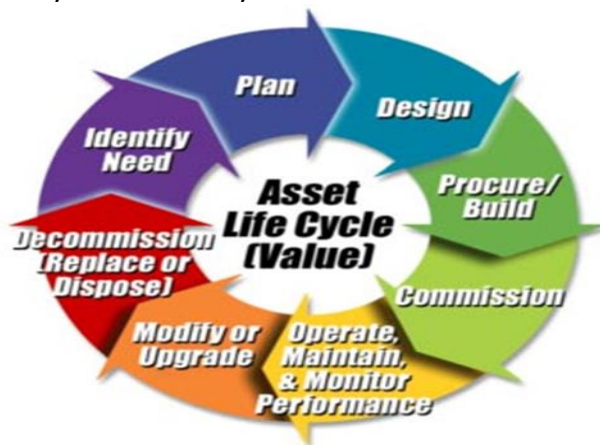 Asset
Life Cycle
(Value)
Identify
Need
Plan
Design
Procure/
Build
Commission
Operate,
Maintain,
& Monitor
Performance
Modify or
Upgrade
Decommission
(Replace or
Dispose)